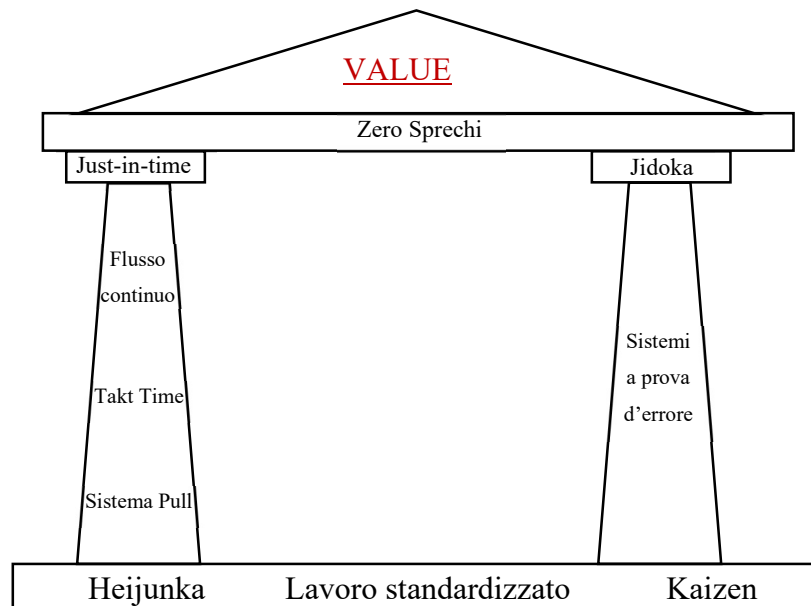 VALUE
Zero Sprechi
Just-in-time
Jidoka
Flusso
continuo
Takt Time
Sistema Pull
Sistemi
a prova
d’errore
Heijunka Lavoro standardizzato Kaizen